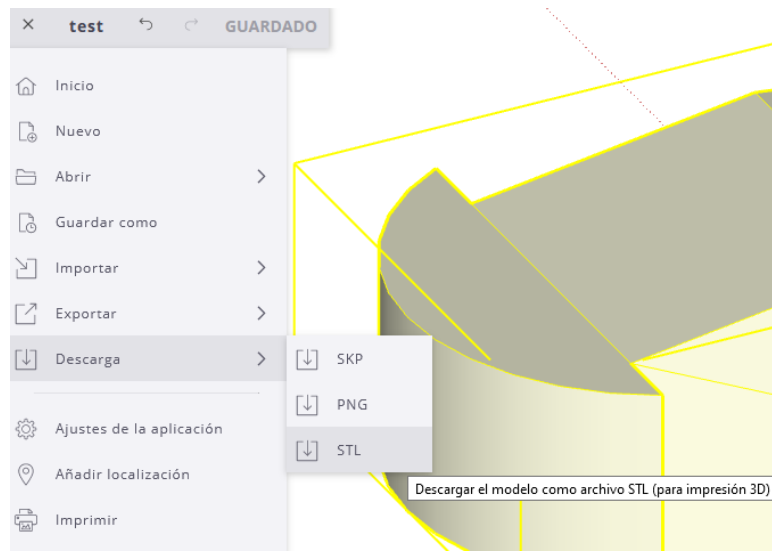 × test GUARDADO
Inicio
Nuevo
Abrir
Guardar como
Importar
Exportar
Descarga
SKP
PNG
STL
Descargar el modelo como archivo STL (para impresión 3D)
Ajustes de la aplicación
Añadir localización
Imprimir